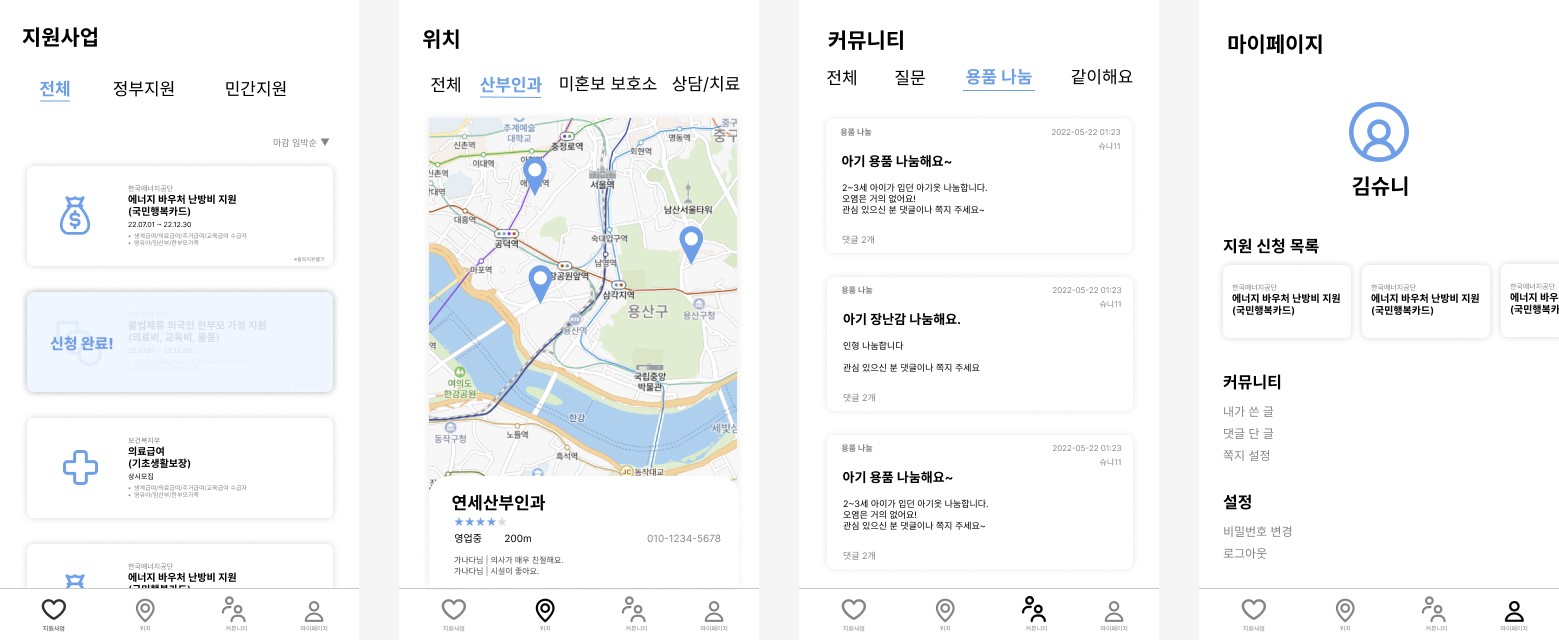 지원사업
전체 정부지원 민간지원
마감 임박순 ▼
한국에너지공단
에너지 바우처 난방비 지원
(국민행복카드)
22.07.01 ~ 22.12.30
• 생계급여/의료급여/주거급여/교육급여 수급자
• 영유아/임산부/한부모가족
*중복지원불가
신청 완료!
불법체류 외국인 한부모 가정 지원
(의료비, 교육비, 물품)
22.07.01 ~ 22.12.30
보건복지부
의료급여
(기초생활보장)
상시모집
• 생계급여/의료급여/주거급여/교육급여 수급자
• 영유아/임산부/한부모가족
한국에너지공단
에너지 바우처 난방비 지원
(국민행복카드)
지원사업 위치 커뮤니티 마이페이지
위치
전체 산부인과 미혼보 보호소 상담/치료
추계예술
대학교
중구
중구
명동역
충정로역
신촌역
이대역
회현역
신촌역
서울역
대흥역
남산서울타워
공덕역
숙대입구역
마포역
남영역
삼각지역
용산구
용산구청
용산역
국립중앙
박물관
여의도
한강공원
한강
동작구청
노들역
흑석역
동작대교
연세산부인과
★★★★★
영업중 200m 010-1234-5678
가나다님 | 의사가 매우 친절해요.
가나다님 | 시설이 좋아요.
지원사업 위치 커뮤니티 마이페이지
커뮤니티
전체 질문 용품 나눔 같이해요
용품 나눔 2022-05-22 01:23
슈니11
아기 용품 나눔해요~
2~3세 아이가 입던 아기옷 나눔합니다.
오염은 거의 없어요!
관심 있으신 분 댓글이나 쪽지 주세요~
댓글 2개
용품 나눔 2022-05-22 01:23
슈니11
아기 장난감 나눔해요.
인형 나눔합니다
관심 있으신 분 댓글이나 쪽지 주세요
댓글 2개
용품 나눔 2022-05-22 01:23
슈니11
아기 용품 나눔해요~
2~3세 아이가 입던 아기옷 나눔합니다.
오염은 거의 없어요!
관심 있으신 분 댓글이나 쪽지 주세요~
댓글 2개
지원사업 위치 커뮤니티 마이페이지
마이페이지
김슈니
지원 신청 목록
한국에너지공단
에너지 바우처 난방비 지원
(국민행복카드)
한국에너지공단
에너지 바우처 난방비 지원
(국민행복카드)
한국에너지공단
에너지 바우
(국민행복카
커뮤니티
내가 쓴 글
댓글 단 글
쪽지 설정
설정
비밀번호 변경
로그아웃
지원사업 위치 커뮤니티 마이페이지